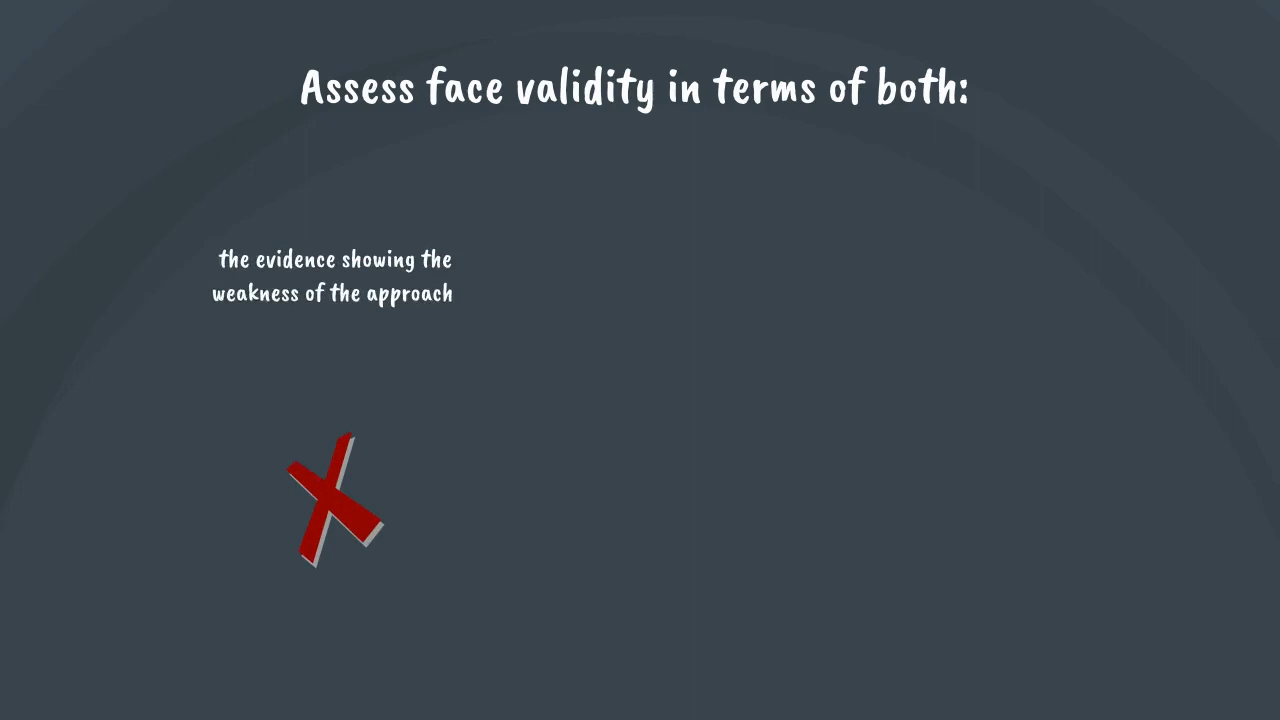 Assess face validity in terms of both:
the evidence showing the
weakness of the approach